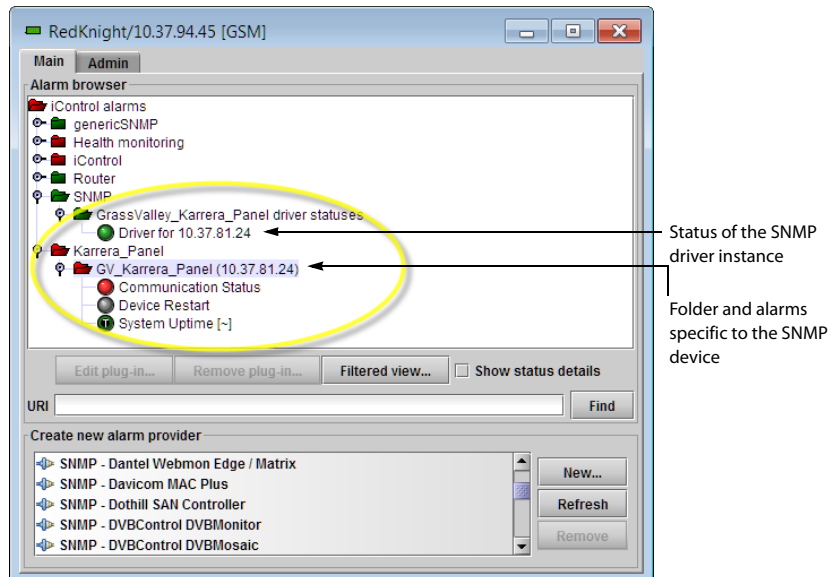 RedKnight/10.37.94.45 [GSM]
Main
Admin
Alarm browser
iControl alarms
genericSNMP
Health monitoring
iControl
Router
SNMP
GrassValley_Karrera_Panel driver statuses
Driver for 10.37.81.24
Karrera_Panel
GV_Karrera_Panel (10.37.81.24)
Communication Status
Device Restart
T System Uptime [~]
Status of the SNMP
driver instance
Folder and alarms
specific to the SNMP
device
Edit plug-in...
Remove plug-in...
Filtered view...
Show status details
URI
Find
Create new alarm provider
SNMP - Dantel Webmon Edge / Matrix
SNMP - Davicom MAC Plus
SNMP - Dothill SAN Controller
SNMP - DVBControl DVBMonitor
SNMP - DVBControl DVBMosaic
New...
Refresh
Remove